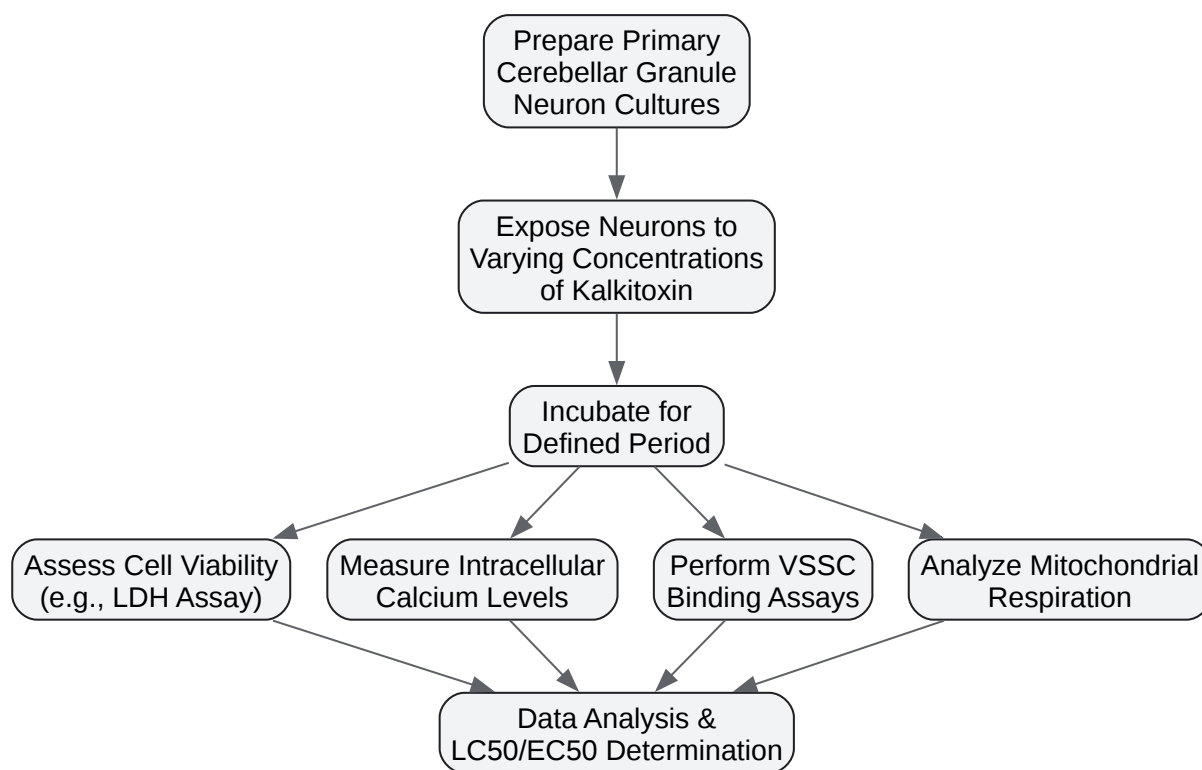 Prepare Primary
Cerebellar Granule
Neuron Cultures
Expose Neurons to
Varying Concentrations
of Kalkitoxin
Incubate for
Defined Period
Assess Cell Viability
(e.g., LDH Assay)
Measure Intracellular
Calcium Levels
Perform VSSC
Binding Assays
Analyze Mitochondrial
Respiration
Data Analysis &
LC50/EC50 Determination